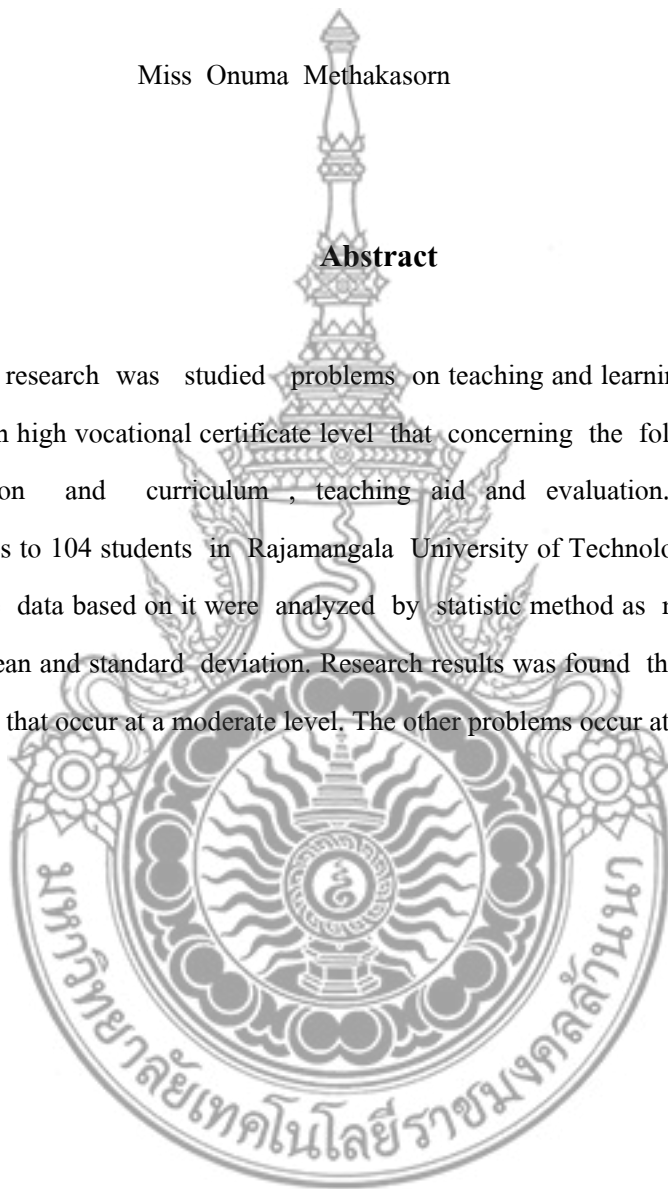 Miss Onuma Methakasorn
Abstract
research was studied problems on teaching and learnin
n high vocational certificate level that concerning the fol
on and curriculum , teaching aid and evaluation.
s to 104 students in Rajamangala University of Technolo
data based on it were analyzed by statistic method as
ean and standard deviation. Research results was found th
that occur at a moderate level. The other problems occur at
มหาวิทยาลัยเทคโนโลยีราชมงคลล้านนา